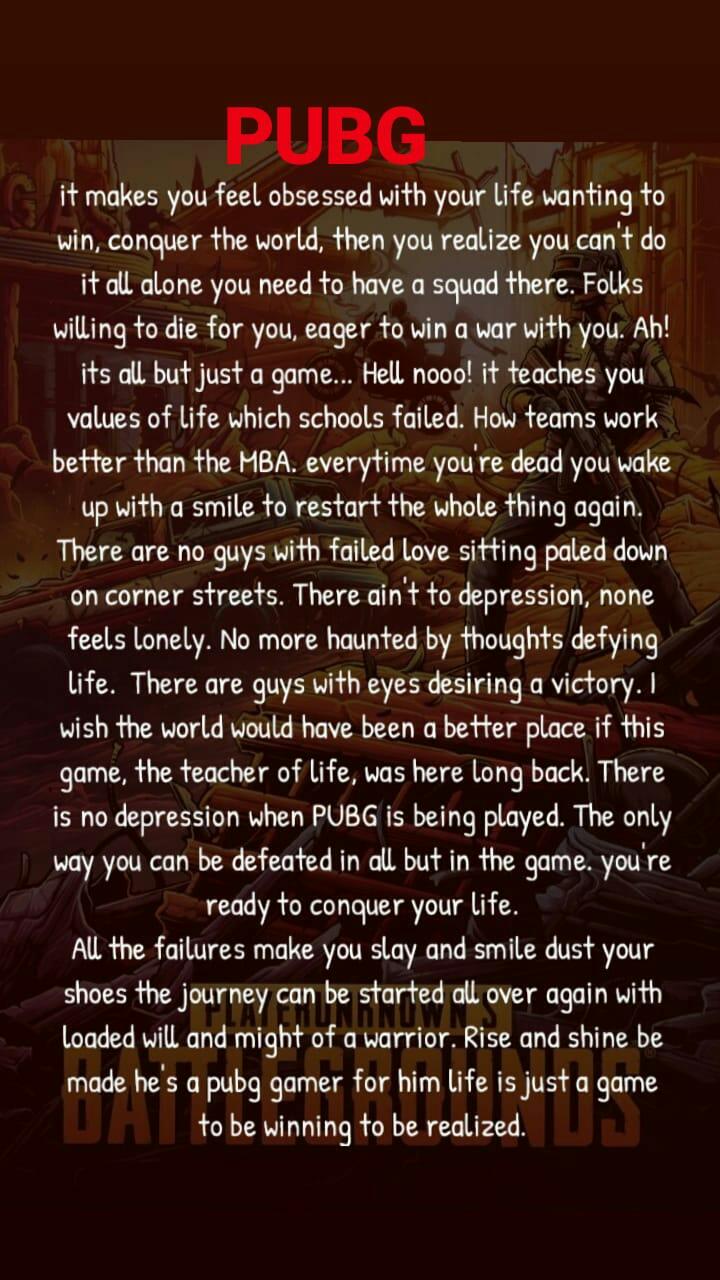 PUBG
it makes you feel obsessed with your life wanting to
win, conquer the world, then you realize you can't do
it all alone you need to have a squad there. Folks
willing to die for you, eager to win a war with you. Ah!
its all but just a game... Hell nooo! it teaches you
values of life which schools failed. How teams work
better than the MBA. everytime you're dead you wake
up with a smile to restart the whole thing again.
There are no guys with failed love sitting paled down
on corner streets. There ain't to depression, none
feels lonely. No more haunted by thoughts defying
life. There are guys with eyes desiring a victory. I
wish the world would have been a better place if this
game, the teacher of life, was here long back. There
is no depression when PUBG is being played. The only
way you can be defeated in all but in the game. you're
ready to conquer your life.
All the failures make you slay and smile dust your
shoes the journey can be started all over again with
loaded will and might of a warrior. Rise and shine be
made he's a pubg gamer for him life is just a game
to be winning to be realized.
GAS
PLAYERUNKNOWN'S
BATTLEGROUNDS